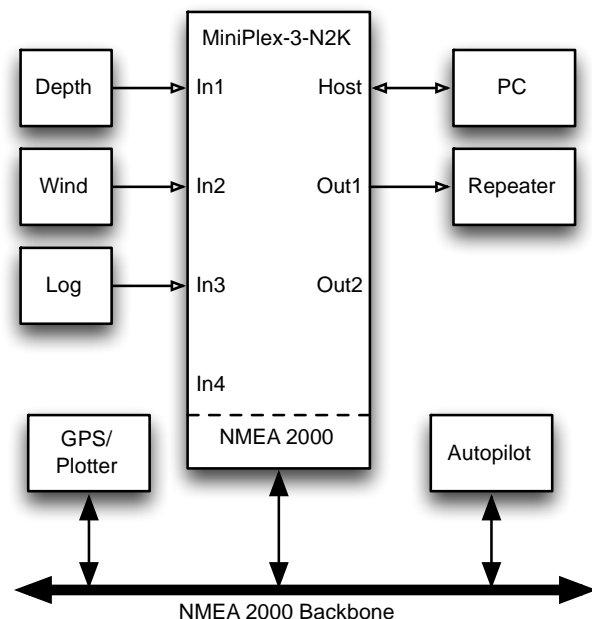 MiniPlex-3-N2K
Depth
In1
Host
PC
Wind
In2
Out1
Repeater
Log
In3
Out2
In4
NMEA 2000
GPS/
Plotter
Autopilot
NMEA 2000 Backbone